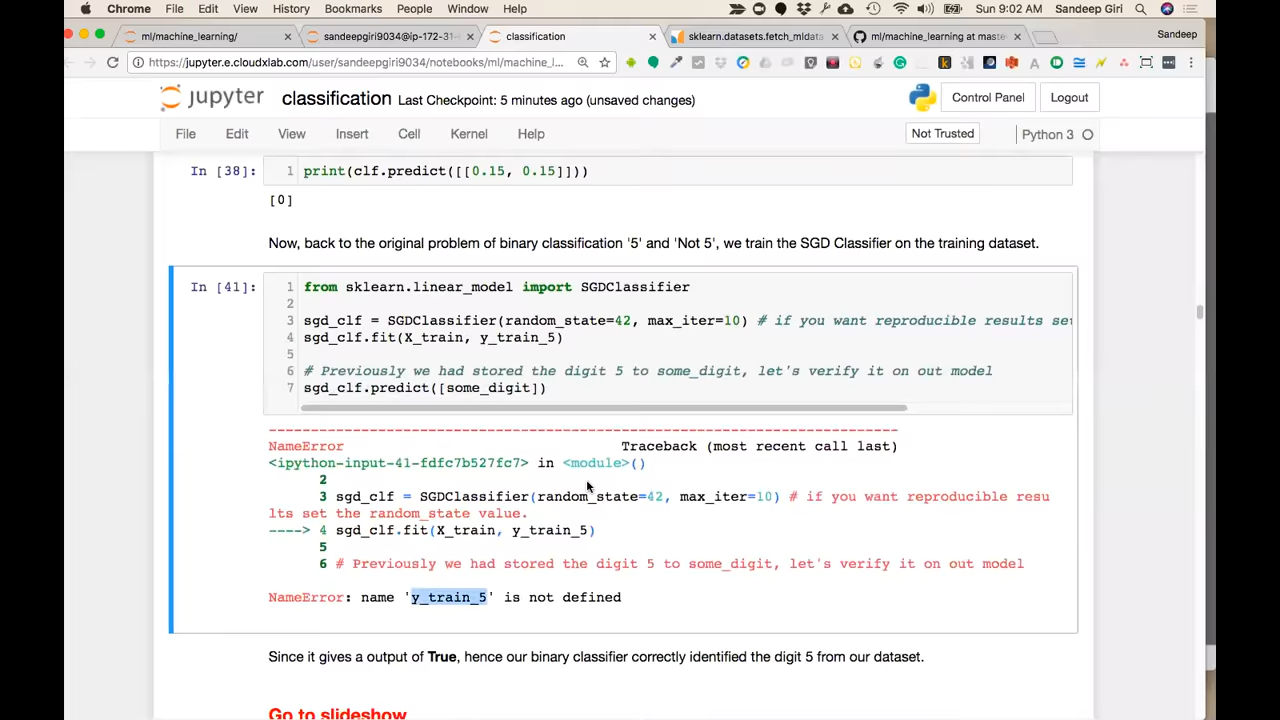 Chrome File Edit View History Bookmarks People Window Help Sun 9:02 AM Sandeep Giri
ml/machine_learning/ sandeepgiri9034@ip-172-31- classification sklearn.datasets.fetch_mldata ml/machine_learning at maste Sandeep
https://jupyter.e.cloudxlab.com/user/sandeepgiri9034/notebooks/ml/machine_l...
jupyter classification Last Checkpoint: 5 minutes ago (unsaved changes) Control Panel Logout
File Edit View Insert Cell Kernel Help Not Trusted Python 3
In [38]: 1 print(clf.predict([[0.15, 0.15]]))
[0]
Now, back to the original problem of binary classification '5' and 'Not 5', we train the SGD Classifier on the training dataset.
In [41]: 1 from sklearn.linear_model import SGDClassifier
2
3 sgd_clf = SGDClassifier(random_state=42, max_iter=10) # if you want reproducible results set
4 sgd_clf.fit(X_train, y_train_5)
5
6 # Previously we had stored the digit 5 to some_digit, let's verify it on out model
7 sgd_clf.predict([some_digit])
---------------------------------------------------------------------------
NameError Traceback (most recent call last)
<ipython-input-41-fdfc7b527fc7> in <module>()
2
3 sgd_clf = SGDClassifier(random_state=42, max_iter=10) # if you want reproducible resu
lts set the random_state value.
----> 4 sgd_clf.fit(X_train, y_train_5)
5
6 # Previously we had stored the digit 5 to some_digit, let's verify it on out model
NameError: name 'y_train_5' is not defined
Since it gives a output of True, hence our binary classifier correctly identified the digit 5 from our dataset.
Go to slideshow